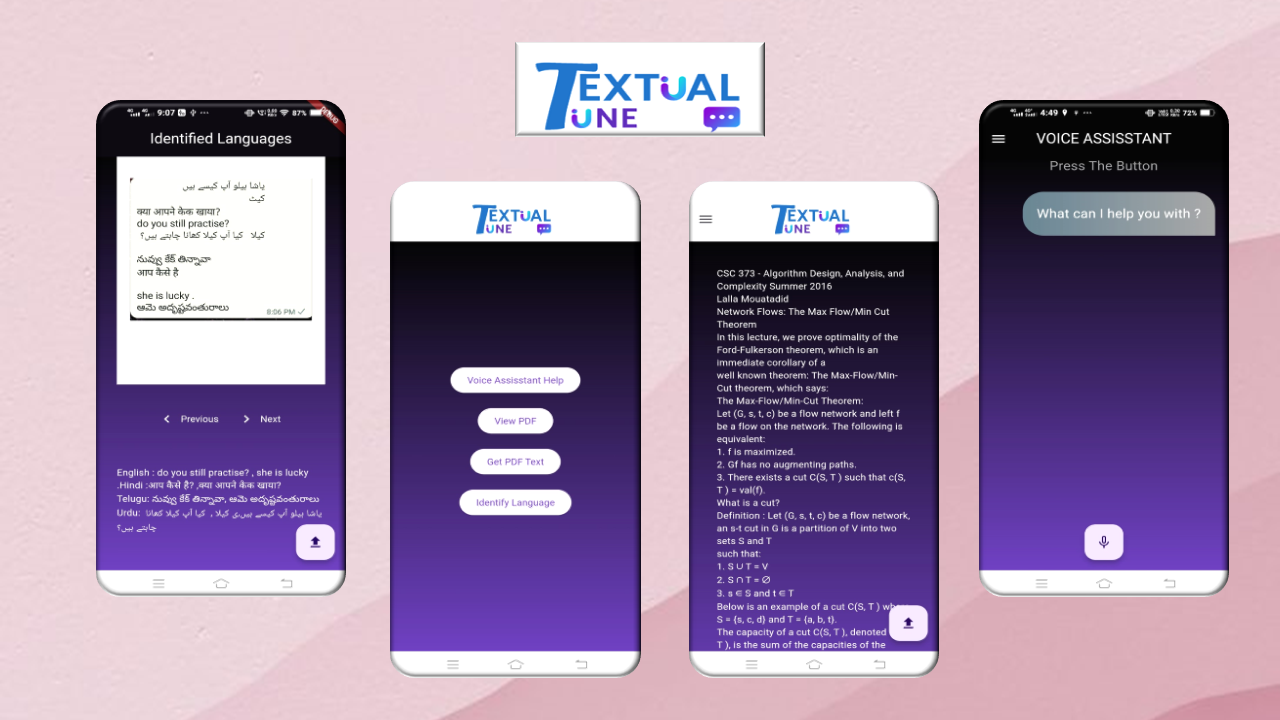 TEXTUAL
TUNE
9:07
87%
Identified Languages
پاشا ہیلو آپ کیسے ہیں
کیٹ
क्या आपने केक खाया?
do you still practise?
کیلا کیا آپ کیلا کھانا چاہتے ہیں؟
నువ్వు కేక్ తిన్నావా
आप कैसे है
she is lucky .
ఆమె అదృష్టవంతురాలు
8:06 PM
Previous
Next
English : do you still practise? , she is lucky
.Hindi :आप कैसे है? ,क्या आपने केक खाया?
Telugu: నువ్వు కేక్ తిన్నావా, ఆమె అదృష్టవంతురాలు
Urdu: پاشا ہیلو آپ کیسے ہیں,ی کیلا , کیا آپ کیلا کھانا
چاہتے ہیں؟
TEXTUAL
TUNE
Voice Assisstant Help
View PDF
Get PDF Text
Identify Language
TEXTUAL
TUNE
CSC 373 - Algorithm Design, Analysis, and
Complexity Summer 2016
Lalla Mouatadid
Network Flows: The Max Flow/Min Cut
Theorem
In this lecture, we prove optimality of the
Ford-Fulkerson theorem, which is an
immediate corollary of a
well known theorem: The Max-Flow/Min-
Cut theorem, which says:
The Max-Flow/Min-Cut Theorem:
Let (G, s, t, c) be a flow network and left f
be a flow on the network. The following is
equivalent:
1. f is maximized.
2. Gf has no augmenting paths.
3. There exists a cut C(S, T ) such that c(S,
T ) = val(f).
What is a cut?
Definition : Let (G, s, t, c) be a flow network,
an s-t cut in G is a partition of V into two
sets S and T
such that:
1. S ∪ T = V
2. S ∩ T = ∅
3. s ∈ S and t ∈ T
Below is an example of a cut C(S, T )
S = {s, c, d} and T = {a, b, t}.
The capacity of a cut C(S, T ), denoted
T ), is the sum of the capacities of the
4:49
72%
VOICE ASSISSTANT
Press The Button
What can I help you with ?